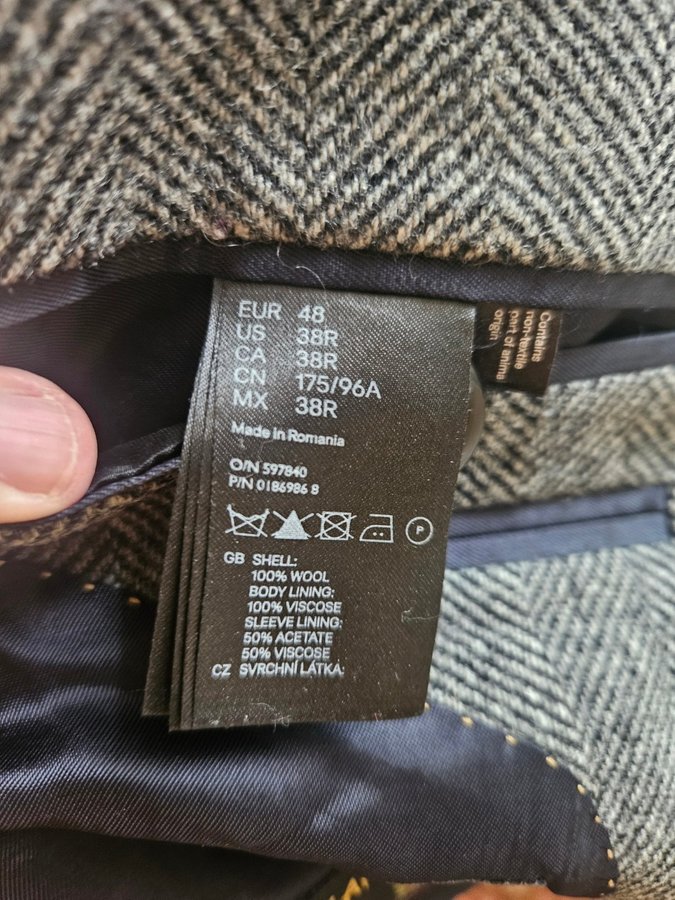 EUR 48
US 38R
CA 38R
CN 175/96A
MX 38R
Made in Romania
O/N 597840
P/N 0186986 8
P
GB SHELL:
100% WOOL
BODY LINING:
100% VISCOSE
SLEEVE LINING:
50% ACETATE
50% VISCOSE
CZ SVRCHNÍ LÁTKA:
Contains
non-textile
part of anima
origin